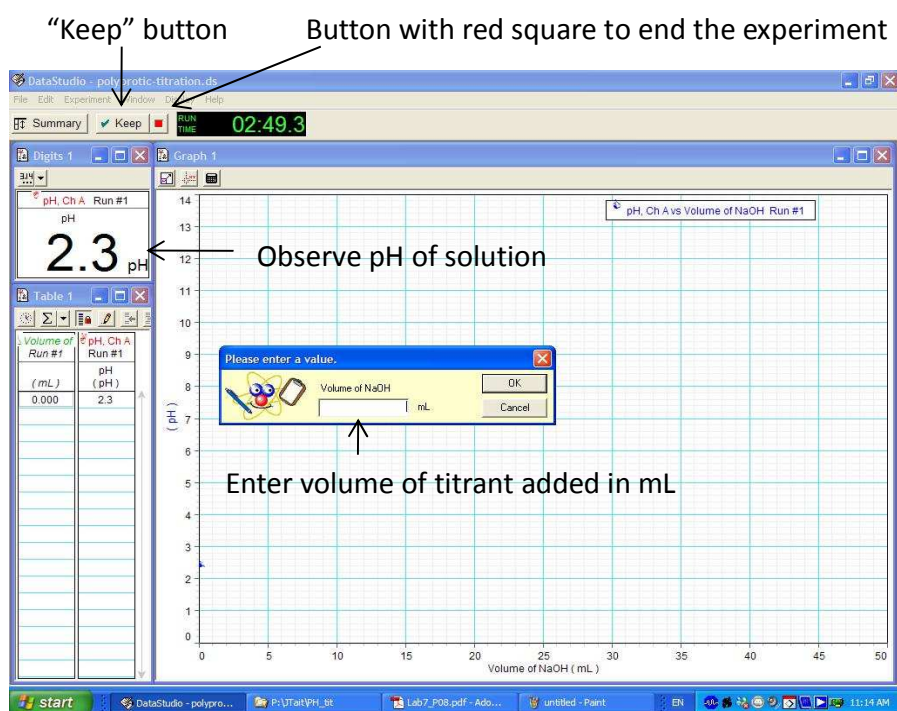 “Keep” button Button with red square to end the experiment
DataStudio - polyprotic-titration.ds
File Edit Experiment Window Display Help
Summary Keep RUN TIME 02:49.3
Digits 1
Graph 1
pH, Ch A Run #1
pH
2.3 pH
Observe pH of solution
Table 1
Volume of pH, Ch A
Run #1 Run #1
pH
(mL) (pH)
0.000 2.3
pH, Ch A vs Volume of NaOH Run #1
14
13
12
11
10
9
8
7
6
5
4
3
2
1
0
(pH)
Please enter a value.
Volume of NaOH
mL
OK
Cancel
Enter volume of titrant added in mL
0 5 10 15 20 25 30 35 40 45 50
Volume of NaOH ( mL )
start DataStudio - polypro... P:\JTait\PH_tit Lab7_P08.pdf - Ado... untitled - Paint EN 11:14 AM